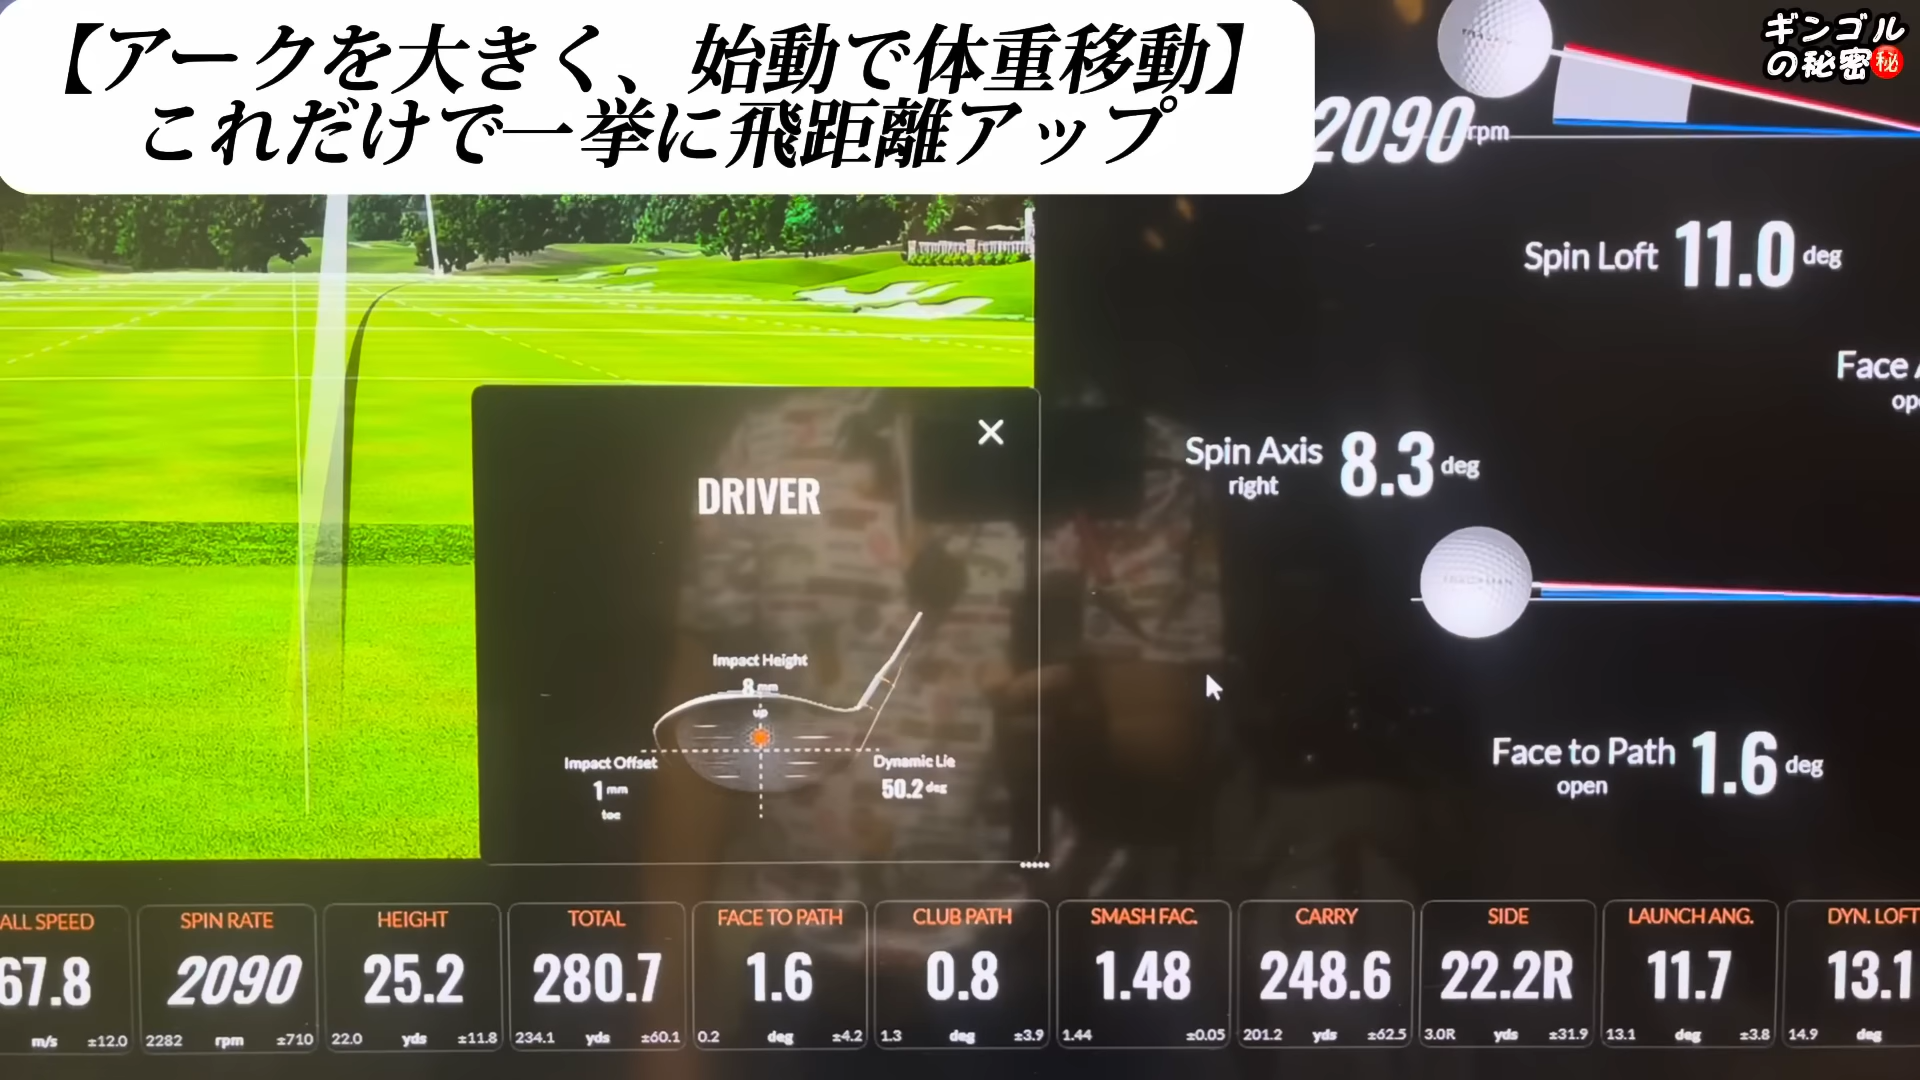 【アークを大きく、始動で体重移動】
これだけで一挙に飛距離アップ
ギンゴル
の秘密㊙
2090 rpm
Spin Loft 11.0 deg
Face
Spin Axis 8.3 deg
right
DRIVER
Impact Height
8 mm
up
Impact Offset
1 mm
toe
Dynamic Lie
50.2 deg
Face to Path 1.6 deg
open
ALL SPEED
67.8
m/s ±12.0
SPIN RATE
2090
2282 rpm ±710
HEIGHT
25.2
22.0 yds ±11.8
TOTAL
280.7
234.1 yds ±60.1
FACE TO PATH
1.6
0.2 deg ±4.2
CLUB PATH
0.8
1.3 deg ±3.9
SMASH FAC.
1.48
1.44 ±0.05
CARRY
248.6
201.2 yds ±62.5
SIDE
22.2R
3.0R yds ±31.9
LAUNCH ANG.
11.7
13.1 deg ±3.8
DYN. LOFT
13.1
14.9 deg